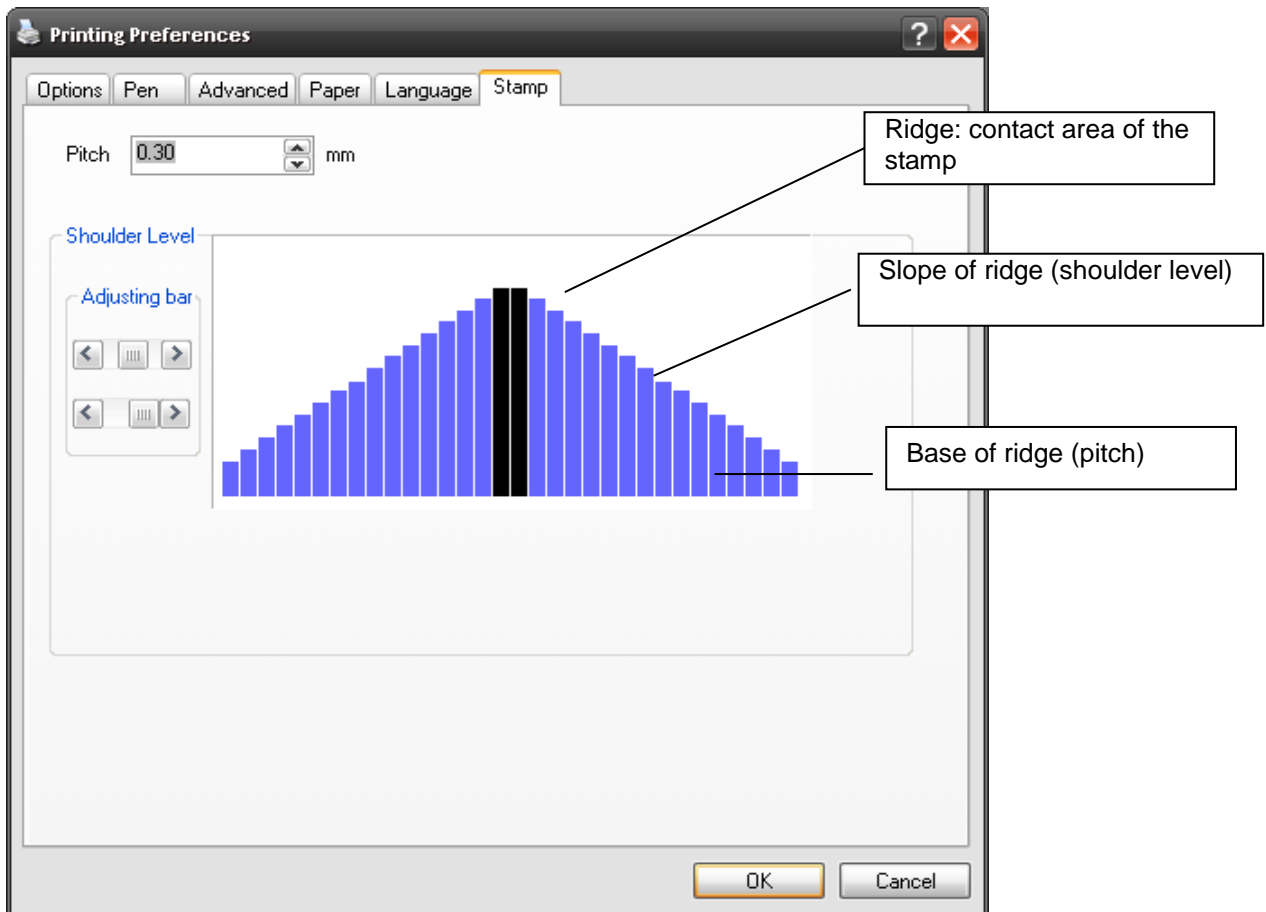 Printing Preferences
Options Pen Advanced Paper Language Stamp
Ridge: contact area of the
stamp
Pitch 0.30 mm
Shoulder Level
Slope of ridge (shoulder level)
Adjusting bar
Base of ridge (pitch)
OK Cancel